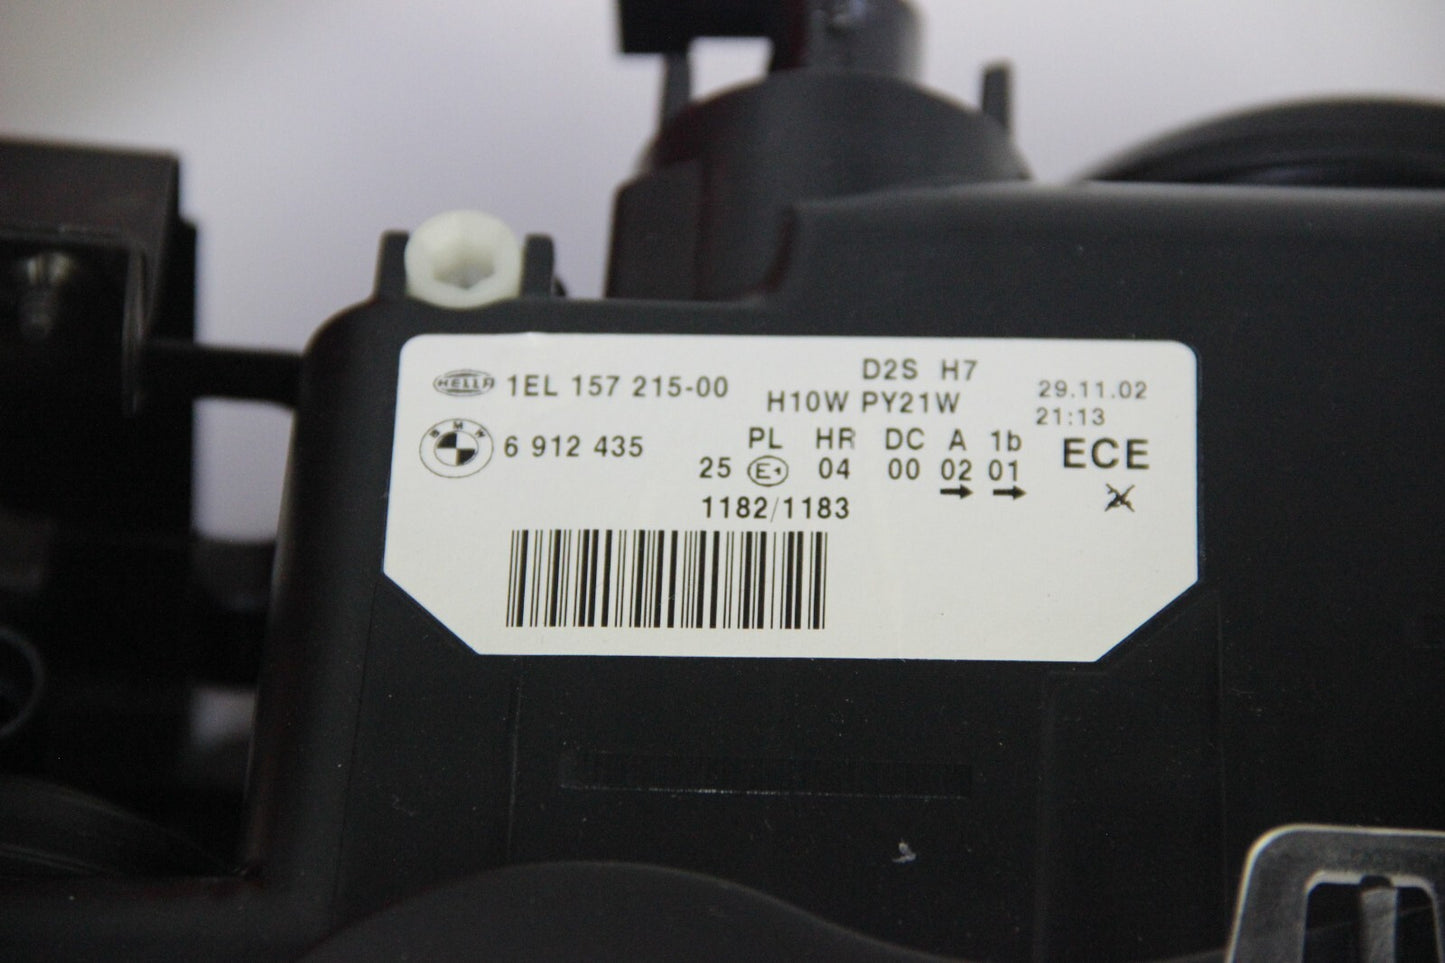 HELLA 1EL 157 215-00
D2S H7
H10W PY21W
29.11.02
21:13
BMW 6 912 435
PL HR DC A 1b
25 E1 04 00 02 01
→ →
1182/1183
ECE